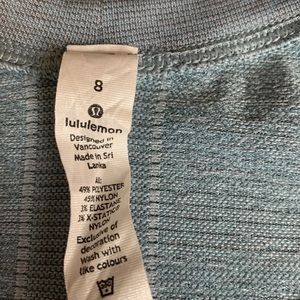 8
lululemon
Designed in
Vancouver
Made in Sri
Lanka
All:
49% POLYESTER
45% NYLON
3% ELASTANE
3% X-STATIC®
NYLON
Exclusive of
decoration
wash with
like colours